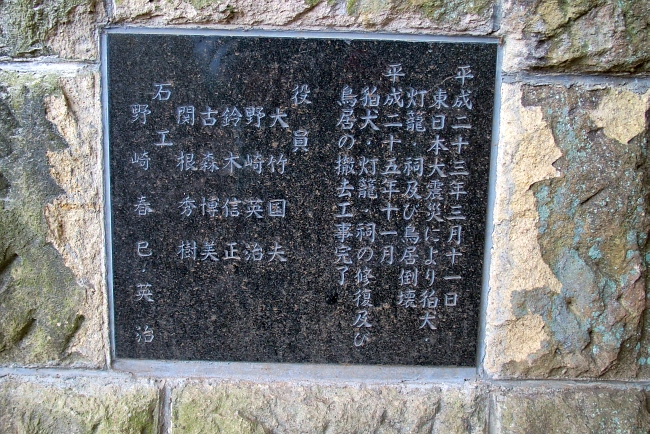 平成二十三年三月十一日
東日本大震災により狛犬・
灯籠・祠及び鳥居倒壊
平成二十五年十一月
狛犬・灯籠・祠の修復及び
鳥居の撤去工事完了
役員
大竹国夫
野崎英治
鈴木信正
古森博美
関根秀樹
石工
野崎春巳・英治